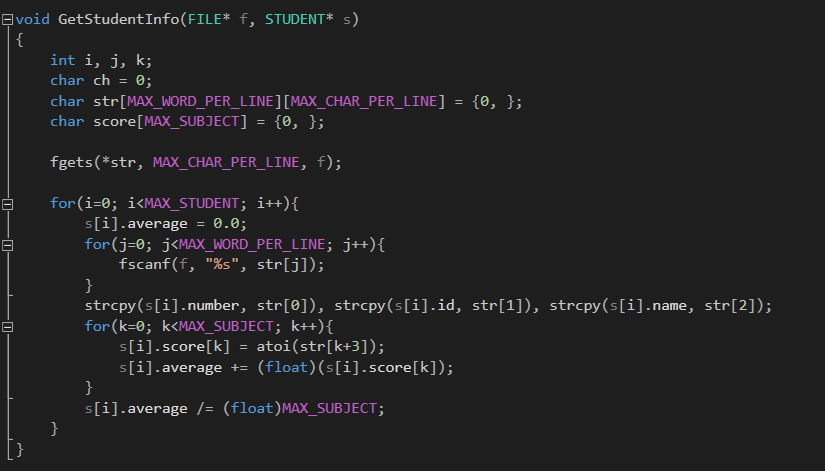 void GetStudentInfo(FILE* f, STUDENT* s)
{
    int i, j, k;
    char ch = 0;
    char str[MAX_WORD_PER_LINE][MAX_CHAR_PER_LINE] = {0, };
    char score[MAX_SUBJECT] = {0, };

    fgets(*str, MAX_CHAR_PER_LINE, f);

    for(i=0; i<MAX_STUDENT; i++){
        s[i].average = 0.0;
        for(j=0; j<MAX_WORD_PER_LINE; j++){
            fscanf(f, "%s", str[j]);
        }
        strcpy(s[i].number, str[0]), strcpy(s[i].id, str[1]), strcpy(s[i].name, str[2]);
        for(k=0; k<MAX_SUBJECT; k++){
            s[i].score[k] = atoi(str[k+3]);
            s[i].average += (float)(s[i].score[k]);
        }
        s[i].average /= (float)MAX_SUBJECT;
    }
}